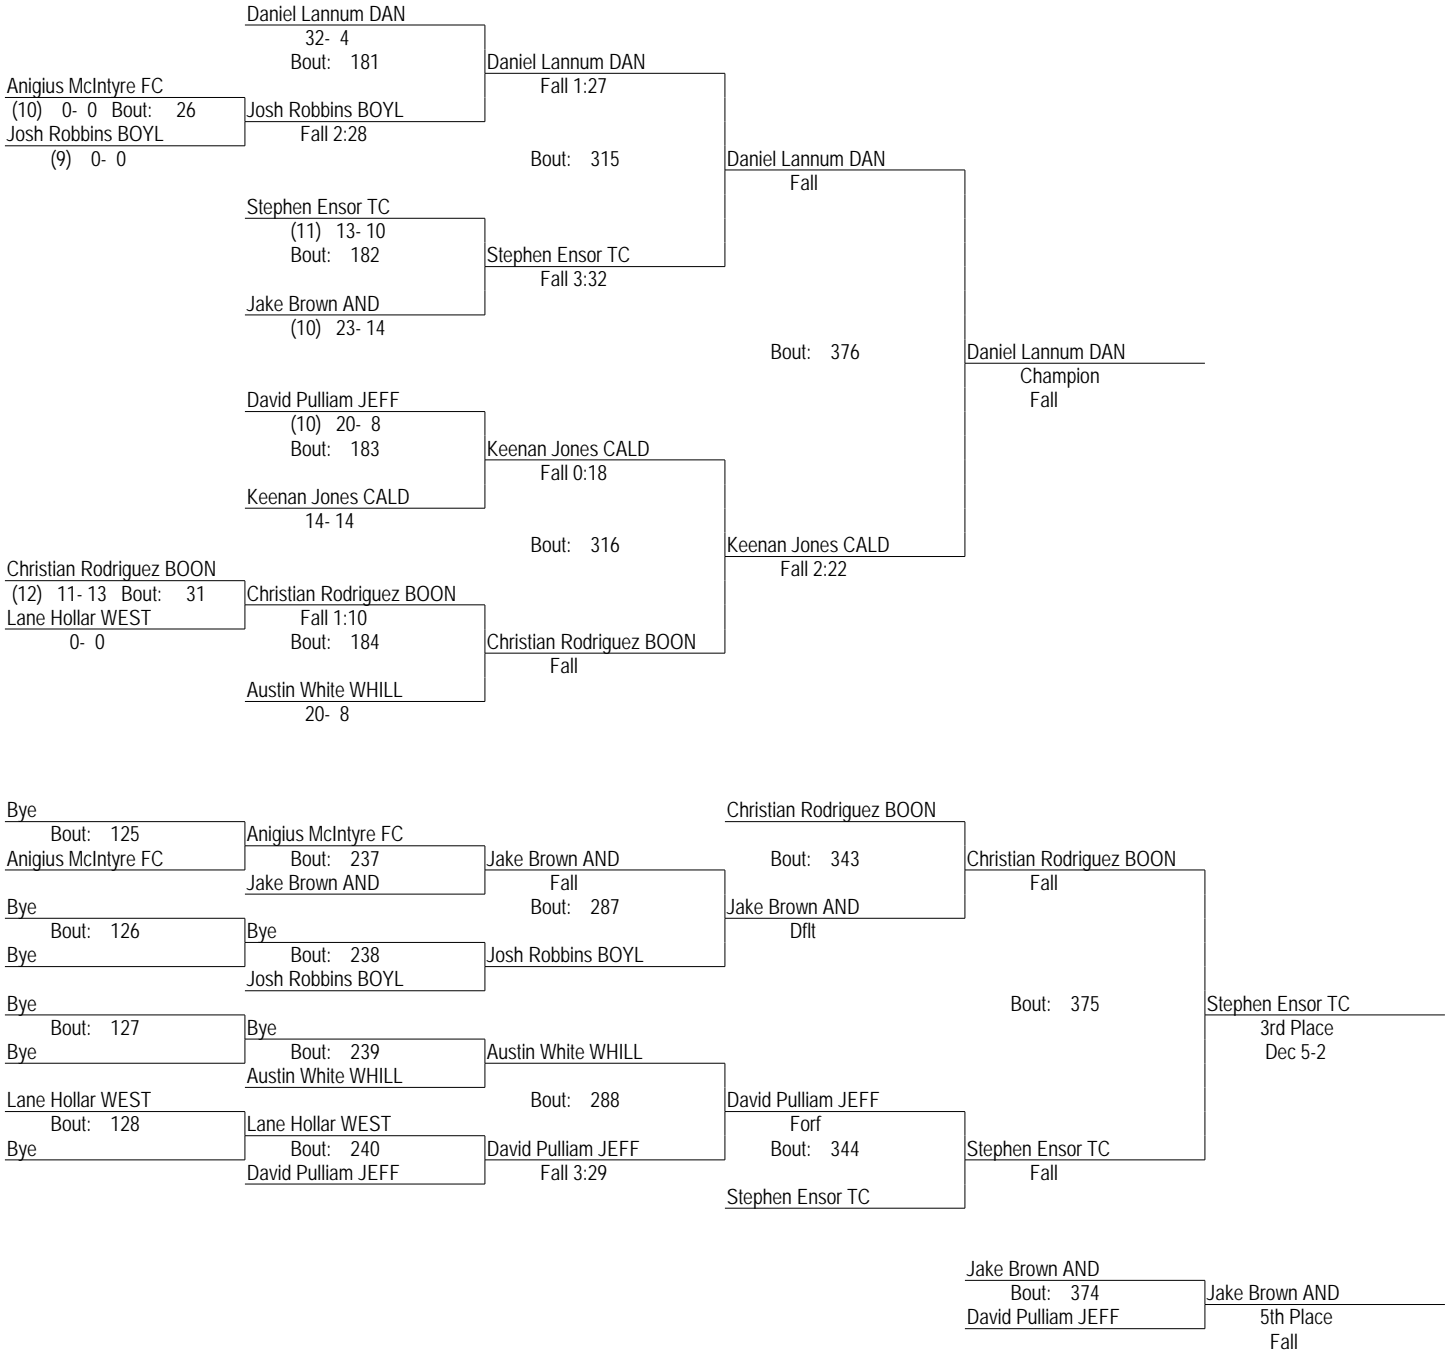 Daniel Lannum DAN
32- 4
Bout: 181
Daniel Lannum DAN
Fall 1:27
Anigius McIntyre FC
(10) 0- 0 Bout: 26
Josh Robbins BOYL
(9) 0- 0
Josh Robbins BOYL
Fall 2:28
Bout: 315
Daniel Lannum DAN
Fall
Stephen Ensor TC
(11) 13- 10
Bout: 182
Stephen Ensor TC
Fall 3:32
Jake Brown AND
(10) 23- 14
Bout: 376
Daniel Lannum DAN
Champion
Fall
David Pulliam JEFF
(10) 20- 8
Bout: 183
Keenan Jones CALD
Fall 0:18
Keenan Jones CALD
14- 14
Bout: 316
Keenan Jones CALD
Fall 2:22
Christian Rodriguez BOON
(12) 11- 13 Bout: 31
Lane Hollar WEST
0- 0
Christian Rodriguez BOON
Fall 1:10
Bout: 184
Christian Rodriguez BOON
Fall
Austin White WHILL
20- 8
Bye
Bout: 125
Anigius McIntyre FC
Anigius McIntyre FC
Bout: 237
Jake Brown AND
Jake Brown AND
Fall
Bout: 287
Bye
Bout: 126
Bye
Bye
Bout: 238
Josh Robbins BOYL
Josh Robbins BOYL
Jake Brown AND
Dflt
Christian Rodriguez BOON
Bout: 343
Christian Rodriguez BOON
Fall
Bye
Bout: 127
Bye
Bye
Bout: 239
Austin White WHILL
Austin White WHILL
Bout: 288
Lane Hollar WEST
Bout: 128
Bye
Lane Hollar WEST
Bout: 240
David Pulliam JEFF
David Pulliam JEFF
Fall 3:29
David Pulliam JEFF
Forf
Bout: 344
Stephen Ensor TC
Stephen Ensor TC
Fall
Bout: 375
Stephen Ensor TC
3rd Place
Dec 5-2
Jake Brown AND
Bout: 374
David Pulliam JEFF
Jake Brown AND
5th Place
Fall